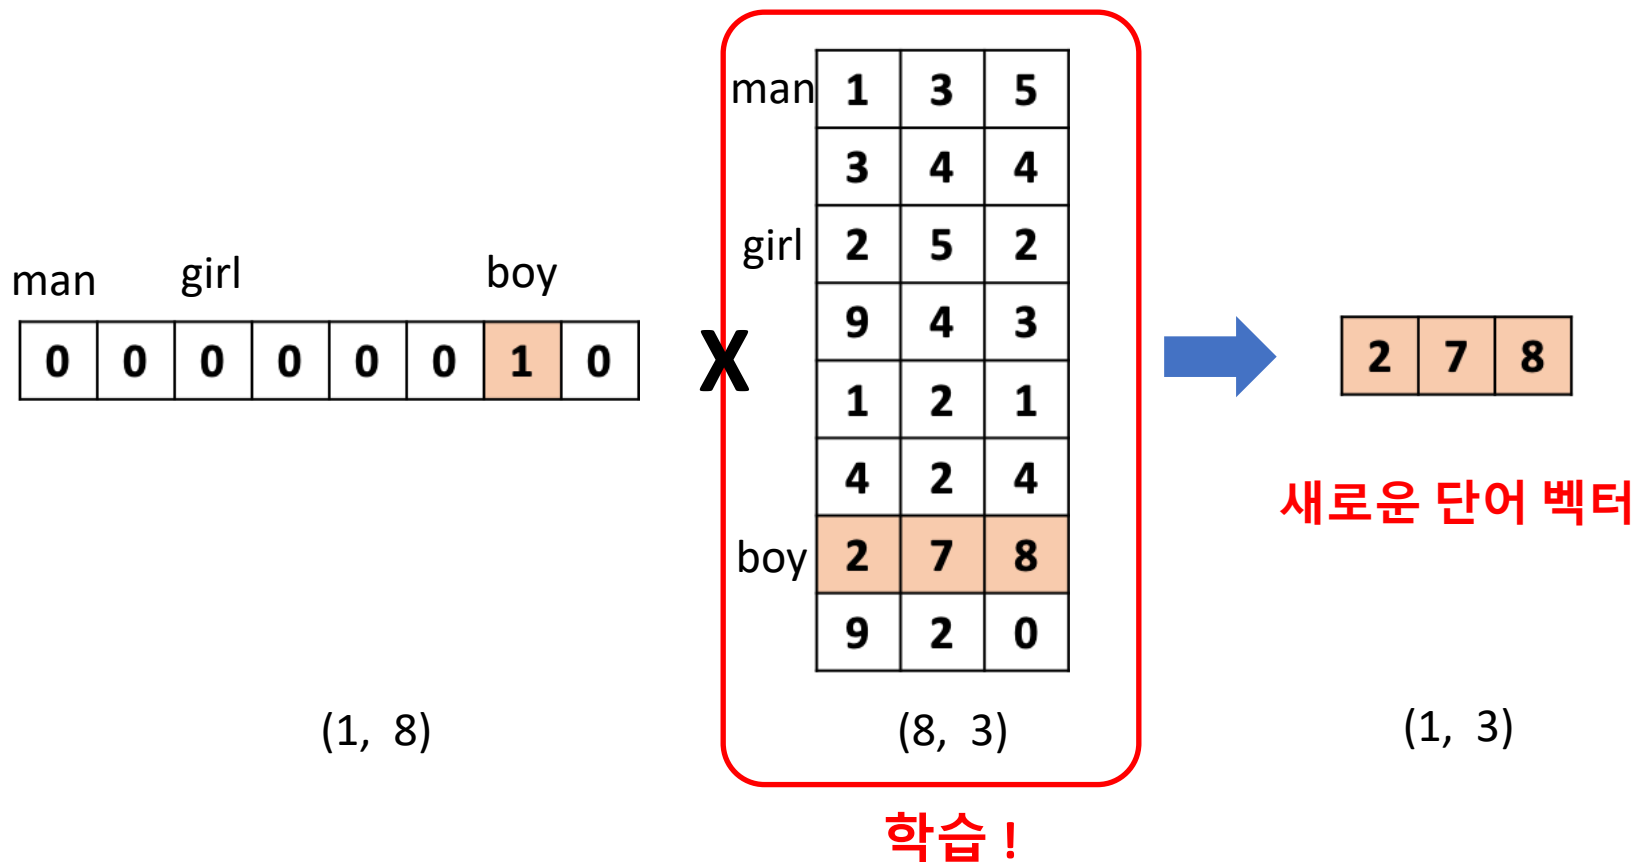 man girl boy
0 0 0 0 0 0 1 0
(1, 8)
X
man 1 3 5
3 4 4
girl 2 5 2
9 4 3
1 2 1
4 2 4
boy 2 7 8
9 2 0
(8, 3)
학습 !
2 7 8
새로운 단어 벡터
(1, 3)